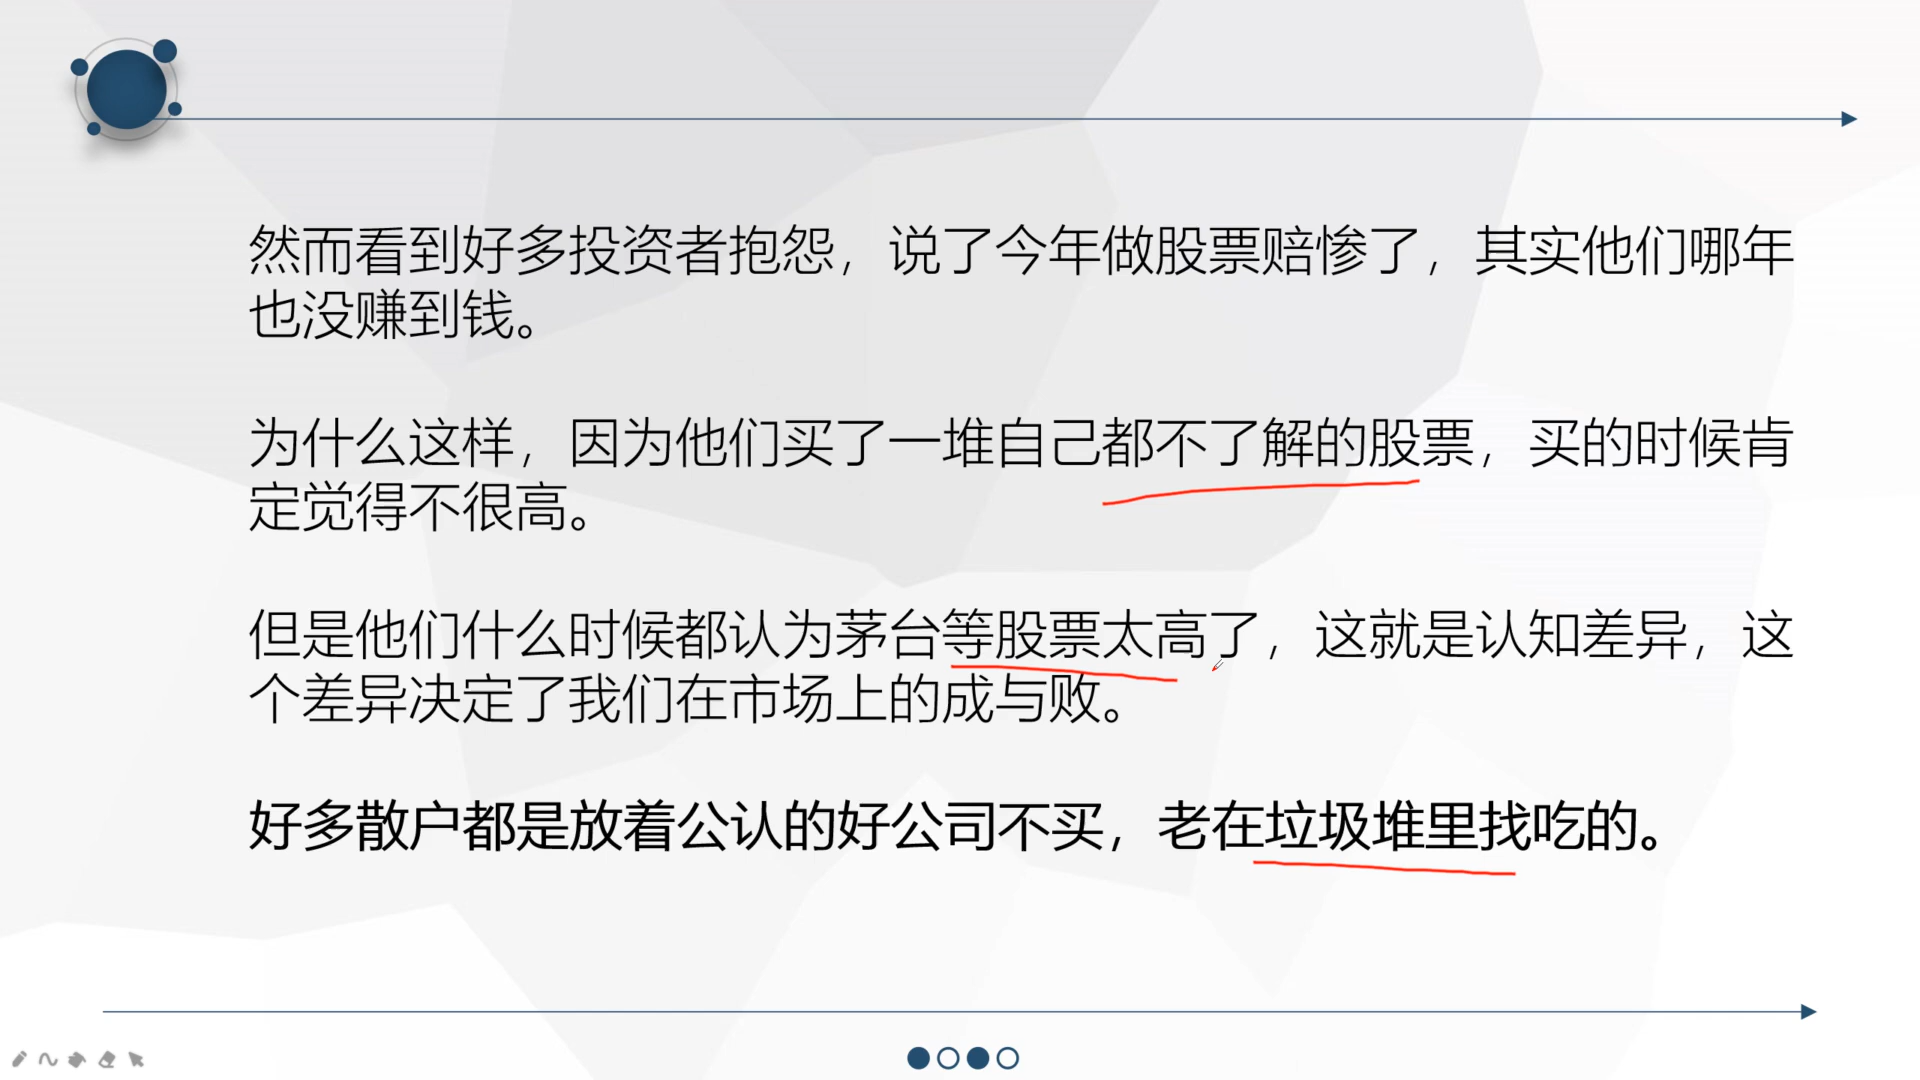 然而看到好多投资者抱怨，说了今年做股票赔惨了，其实他们哪年
也没赚到钱。
为什么这样，因为他们买了一堆自己都不了解的股票，买的时候肯
定觉得不很高。
但是他们什么时候都认为茅台等股票太高了，这就是认知差异，这
个差异决定了我们在市场上的成与败。
好多散户都是放着公认的好公司不买，老在垃圾堆里找吃的。